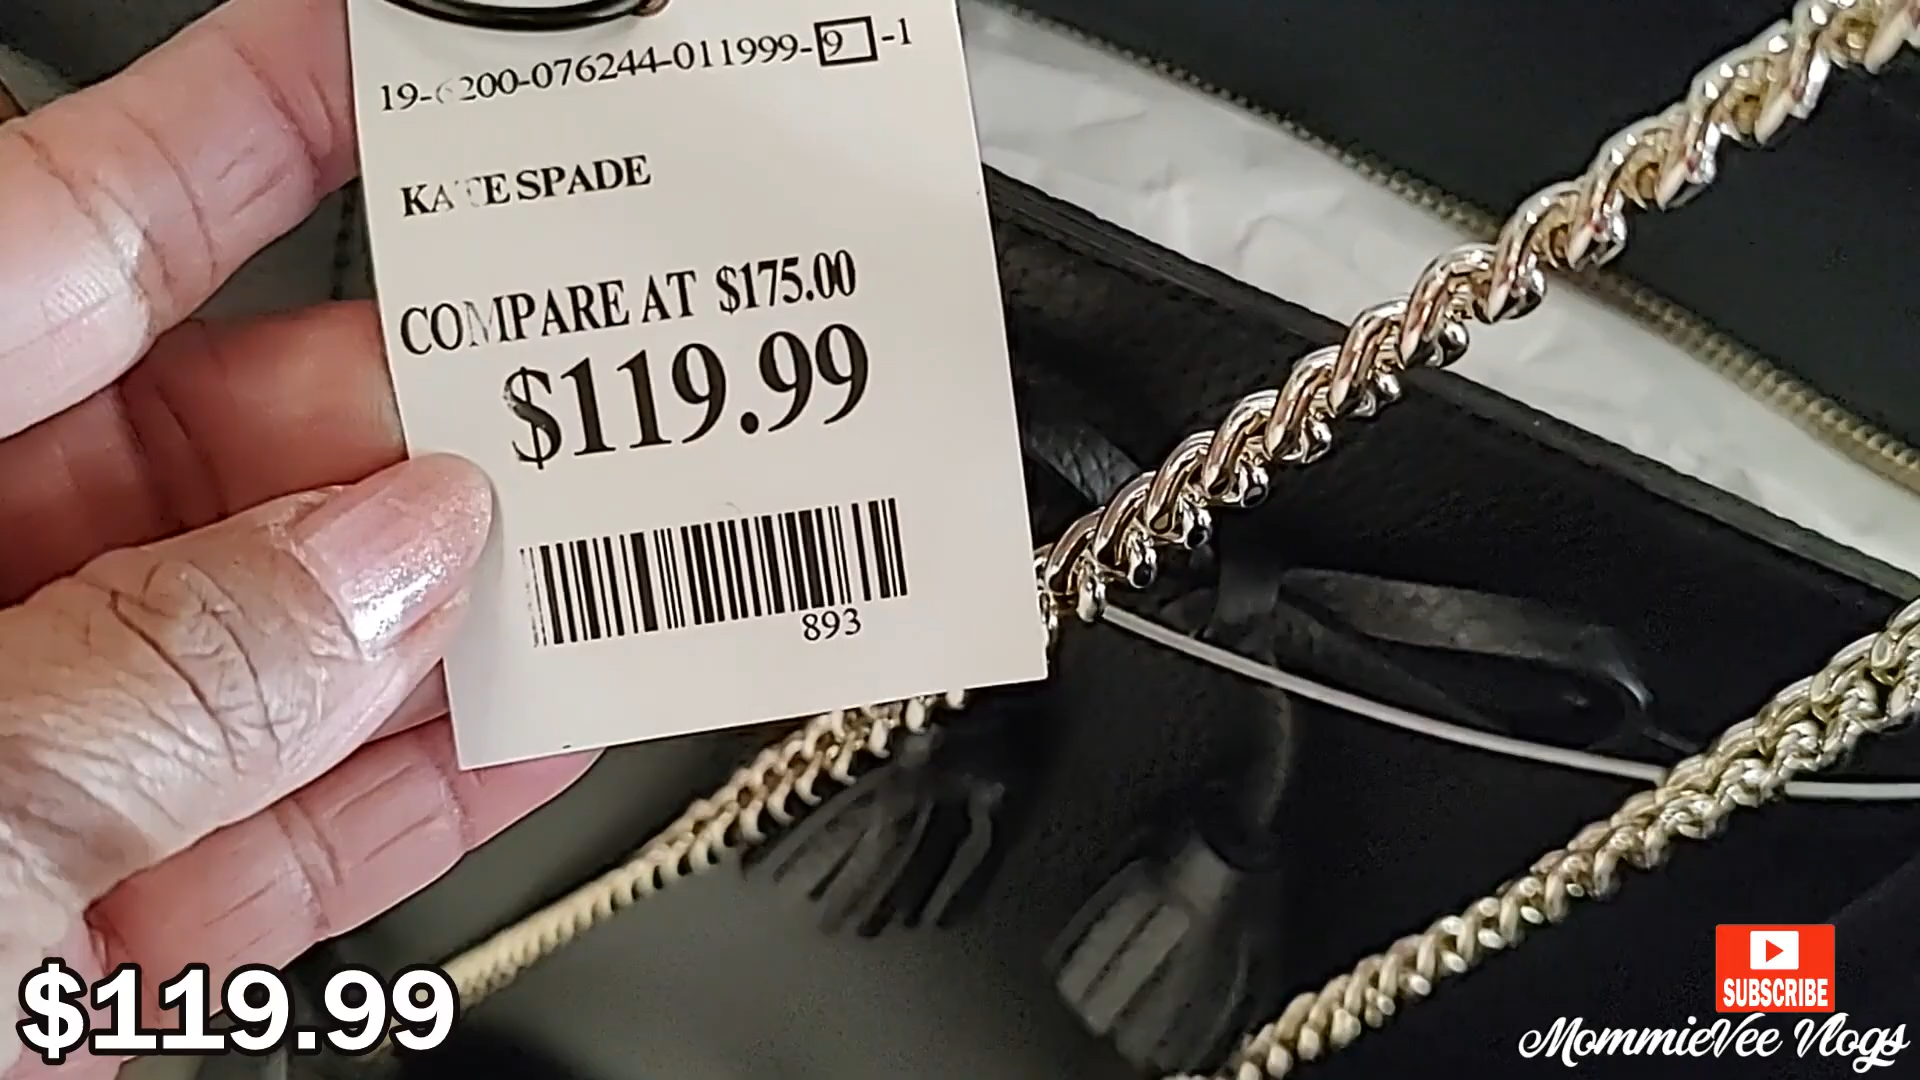 19-6200-076244-011999-9-1
KATE SPADE
COMPARE AT $175.00
$119.99
893
$119.99
SUBSCRIBE
MommieVee Vlogs